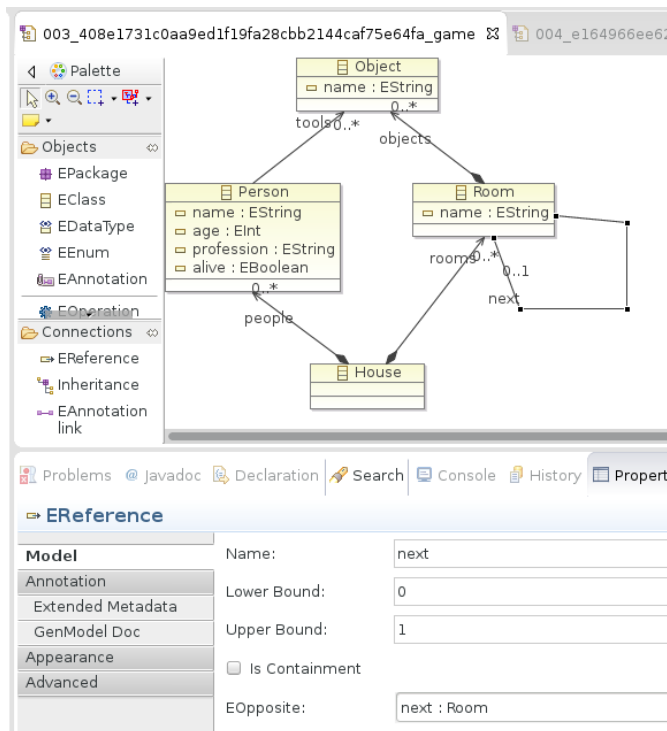 003_408e1731c0aa9ed1f19fa28cbb2144caf75e64fa_game
004_e164966ee62
Palette
Objects
EPackage
EClass
EDataType
EEnum
EAnnotation
EOperation
Connections
EReference
Inheritance
EAnnotation
link
Object
name : EString
0..*
tools
0..*
objects
Person
name : EString
age : EInt
profession : EString
alive : EBoolean
0..*
people
Room
name : EString
rooms
0..*
0..1
next
House
Problems @ Javadoc Declaration Search Console History Propert
EReference
Model
Annotation
Extended Metadata
GenModel Doc
Appearance
Advanced
Name: next
Lower Bound: 0
Upper Bound: 1
Is Containment
EOpposite: next : Room